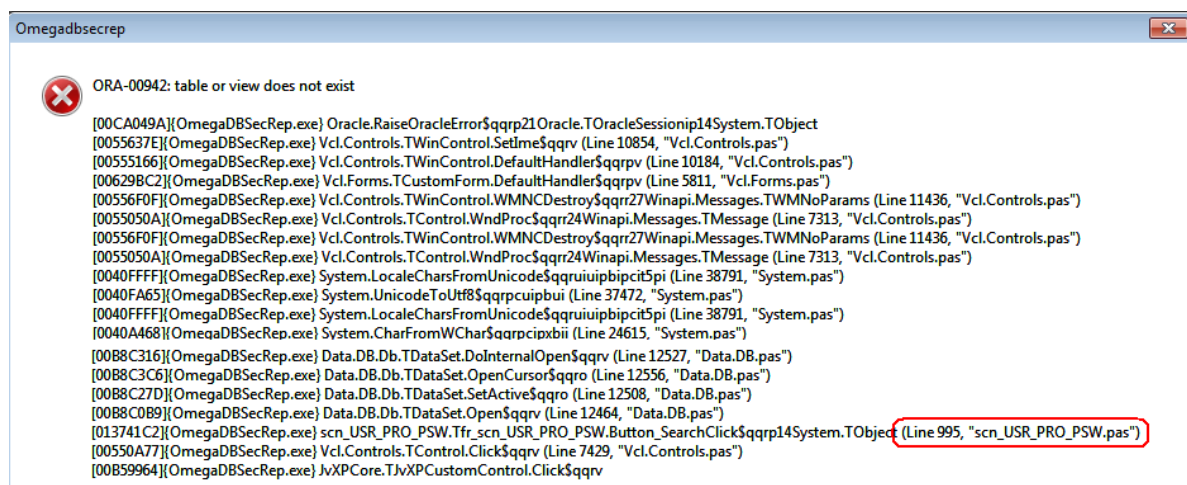 Omegadbsecrep
ORA-00942: table or view does not exist
[00CA049A]{OmegaDBSecRep.exe} Oracle.RaiseOracleError$qqrp21Oracle.TOracleSessionip14System.TObject
[0055637E]{OmegaDBSecRep.exe} Vcl.Controls.TWinControl.SetIme$qqrv (Line 10854, "Vcl.Controls.pas")
[00555166]{OmegaDBSecRep.exe} Vcl.Controls.TWinControl.DefaultHandler$qqrpv (Line 10184, "Vcl.Controls.pas")
[00629BC2]{OmegaDBSecRep.exe} Vcl.Forms.TCustomForm.DefaultHandler$qqrpv (Line 5811, "Vcl.Forms.pas")
[00556F0F]{OmegaDBSecRep.exe} Vcl.Controls.TWinControl.WMNCDestroy$qqrr27Winapi.Messages.TWMNoParams (Line 11436, "Vcl.Controls.pas")
[0055050A]{OmegaDBSecRep.exe} Vcl.Controls.TControl.WndProc$qqrr24Winapi.Messages.TMessage (Line 7313, "Vcl.Controls.pas")
[00556F0F]{OmegaDBSecRep.exe} Vcl.Controls.TWinControl.WMNCDestroy$qqrr27Winapi.Messages.TWMNoParams (Line 11436, "Vcl.Controls.pas")
[0055050A]{OmegaDBSecRep.exe} Vcl.Controls.TControl.WndProc$qqrr24Winapi.Messages.TMessage (Line 7313, "Vcl.Controls.pas")
[0040FFFF]{OmegaDBSecRep.exe} System.LocaleCharsFromUnicode$qqruiuipbipcit5pi (Line 38791, "System.pas")
[0040FA65]{OmegaDBSecRep.exe} System.UnicodeToUtf8$qqrpcuipbui (Line 37472, "System.pas")
[0040FFFF]{OmegaDBSecRep.exe} System.LocaleCharsFromUnicode$qqruiuipbipcit5pi (Line 38791, "System.pas")
[0040A468]{OmegaDBSecRep.exe} System.CharFromWChar$qqrpcipxbii (Line 24615, "System.pas")
[00B8C316]{OmegaDBSecRep.exe} Data.DB.Db.TDataSet.DoInternalOpen$qqrv (Line 12527, "Data.DB.pas")
[00B8C3C6]{OmegaDBSecRep.exe} Data.DB.Db.TDataSet.OpenCursor$qqro (Line 12556, "Data.DB.pas")
[00B8C27D]{OmegaDBSecRep.exe} Data.DB.Db.TDataSet.SetActive$qqro (Line 12508, "Data.DB.pas")
[00B8C0B9]{OmegaDBSecRep.exe} Data.DB.Db.TDataSet.Open$qqrv (Line 12464, "Data.DB.pas")
[013741C2]{OmegaDBSecRep.exe} scn_USR_PRO_PSW.Tfr_scn_USR_PRO_PSW.Button_SearchClick$qqrp14System.TObject (Line 995, "scn_USR_PRO_PSW.pas")
[00550A77]{OmegaDBSecRep.exe} Vcl.Controls.TControl.Click$qqrv (Line 7429, "Vcl.Controls.pas")
[00B59964]{OmegaDBSecRep.exe} JvXPCore.TJvXPCustomControl.Click$qqrv